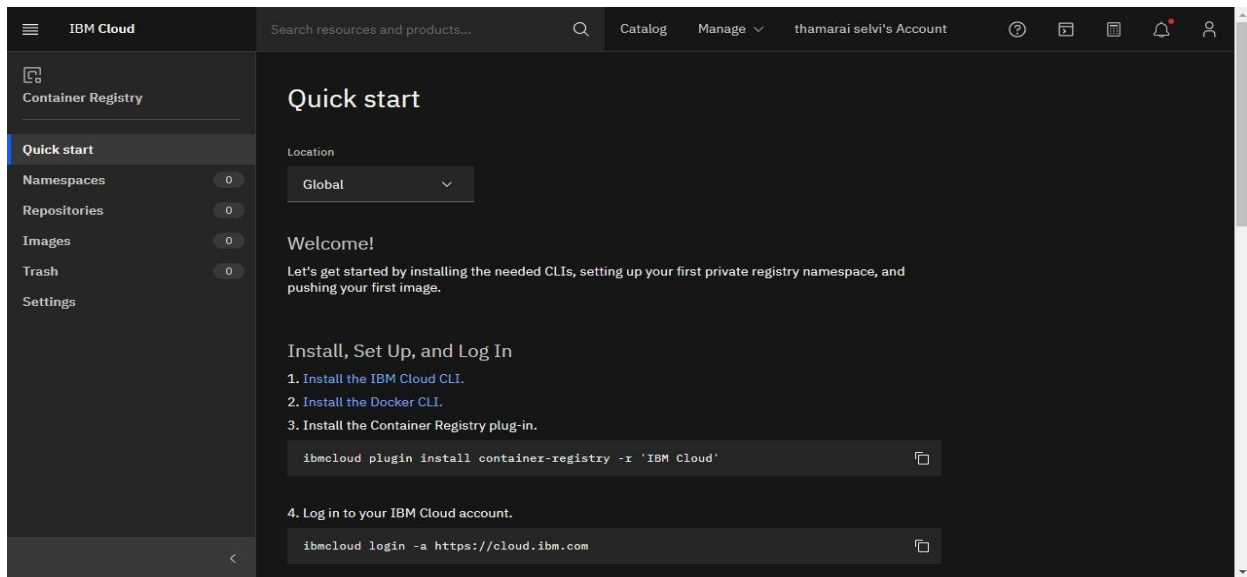 IBM Cloud
Search resources and products...
Catalog
Manage
thamarai selvi's Account
Container Registry
Quick start
Namespaces 0
Repositories 0
Images 0
Trash 0
Settings
Quick start
Location
Global
Welcome!
Let's get started by installing the needed CLIs, setting up your first private registry namespace, and
pushing your first image.
Install, Set Up, and Log In
1. Install the IBM Cloud CLI.
2. Install the Docker CLI.
3. Install the Container Registry plug-in.
ibmcloud plugin install container-registry -r 'IBM Cloud'
4. Log in to your IBM Cloud account.
ibmcloud login -a https://cloud.ibm.com